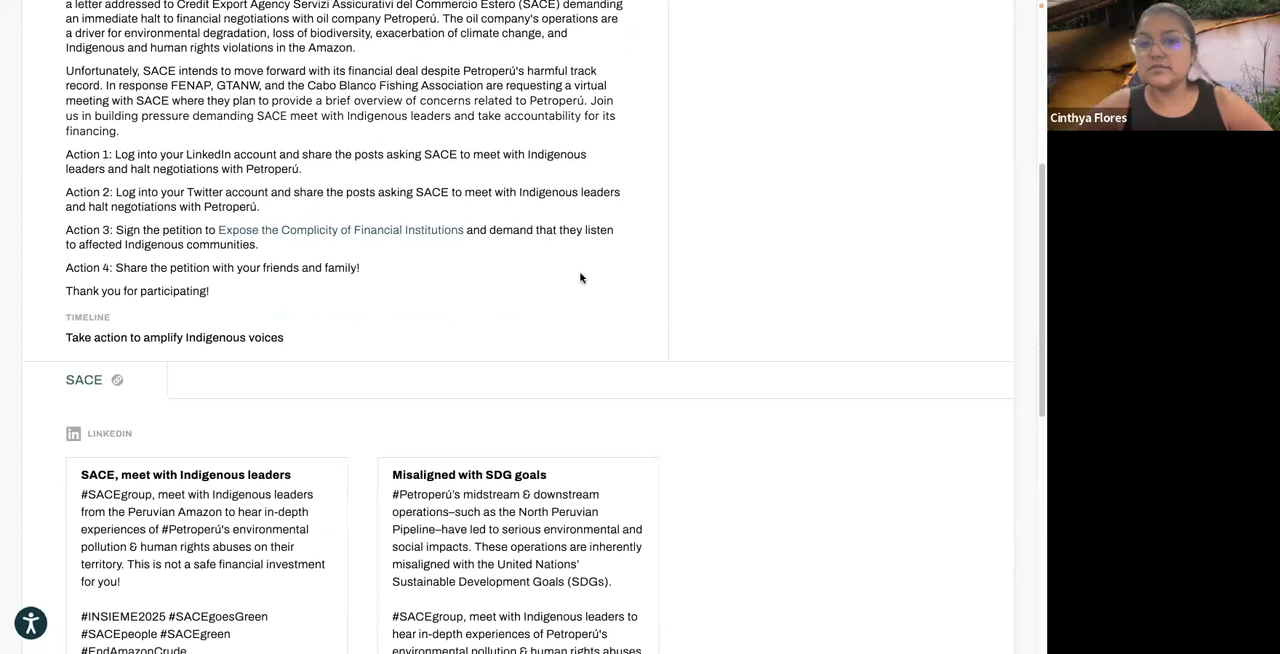 a letter addressed to Credit Export Agency Servizi Assicurativi del Commercio Estero (SACE) demanding
an immediate halt to financial negotiations with oil company Petroperú. The oil company's operations are
a driver for environmental degradation, loss of biodiversity, exacerbation of climate change, and
Indigenous and human rights violations in the Amazon.
Unfortunately, SACE intends to move forward with its financial deal despite Petroperú's harmful track
record. In response FENAP, GTANW, and the Cabo Blanco Fishing Association are requesting a virtual
meeting with SACE where they plan to provide a brief overview of concerns related to Petroperú. Join
us in building pressure demanding SACE meet with Indigenous leaders and take accountability for its
financing.
Action 1: Log into your LinkedIn account and share the posts asking SACE to meet with Indigenous
leaders and halt negotiations with Petroperú.
Action 2: Log into your Twitter account and share the posts asking SACE to meet with Indigenous leaders
and halt negotiations with Petroperú.
Action 3: Sign the petition to Expose the Complicity of Financial Institutions and demand that they listen
to affected Indigenous communities.
Action 4: Share the petition with your friends and family!
Thank you for participating!
TIMELINE
Take action to amplify Indigenous voices
SACE
in LINKEDIN
SACE, meet with Indigenous leaders
#SACEgroup, meet with Indigenous leaders
from the Peruvian Amazon to hear in-depth
experiences of #Petroperú's environmental
pollution & human rights abuses on their
territory. This is not a safe financial investment
for you!
#INSIEME2025 #SACEgoesGreen
#SACEpeople #SACEgreen
#EndAmazonCrude
Misaligned with SDG goals
#Petroperú's midstream & downstream
operations–such as the North Peruvian
Pipeline–have led to serious environmental and
social impacts. These operations are inherently
misaligned with the United Nations'
Sustainable Development Goals (SDGs).
#SACEgroup, meet with Indigenous leaders to
hear in-depth experiences of Petroperú's
environmental pollution & human rights abuses
Cinthya Flores